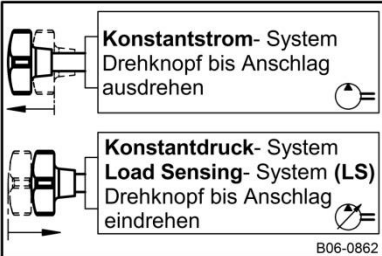 Konstantstrom- System
Drehknopf bis Anschlag
ausdrehen
Konstantdruck- System
Load Sensing- System (LS)
Drehknopf bis Anschlag
eindrehen
B06-0862